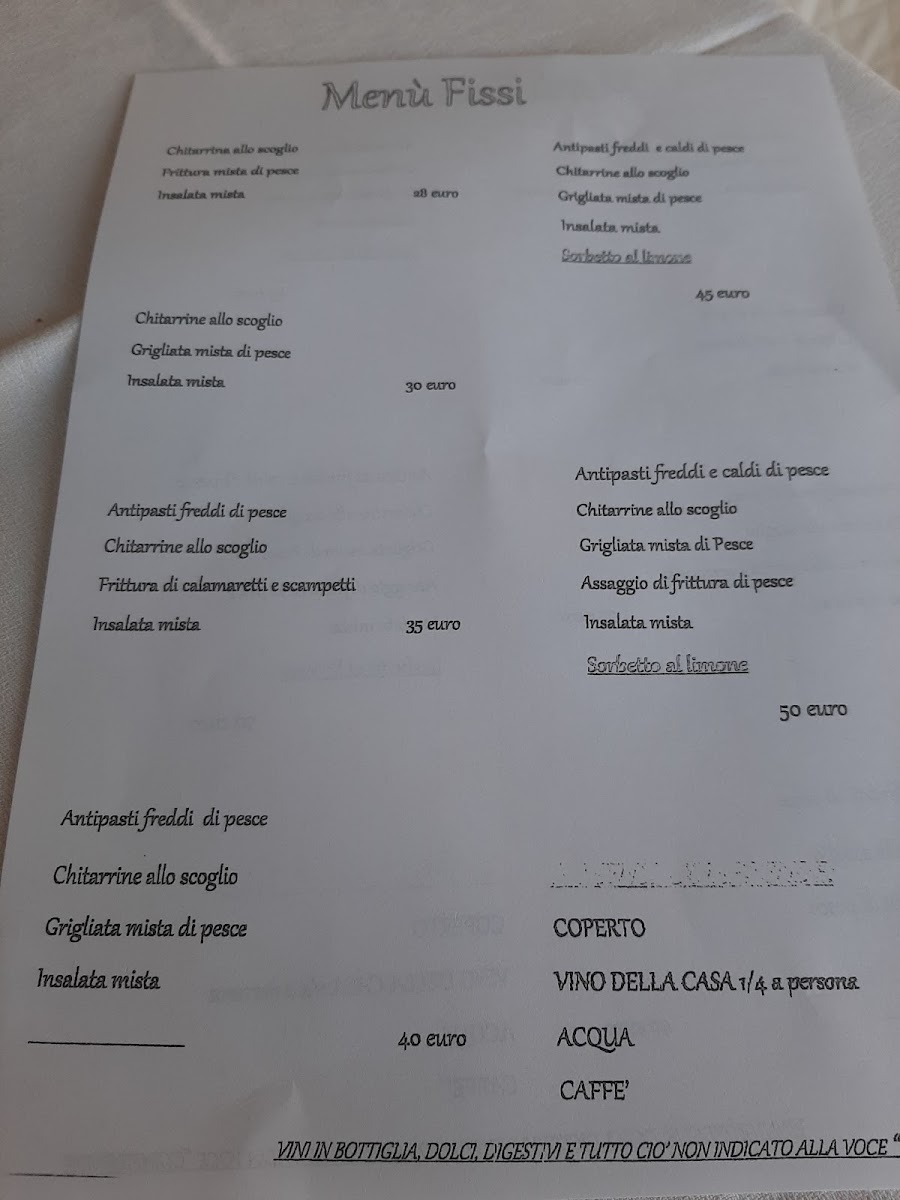 Menù Fissi
Chitarrine allo scoglio
Frittura mista di pesce
Insalata mista 28 euro
Chitarrine allo scoglio
Grigliata mista di pesce
Insalata mista 30 euro
Antipasti freddi di pesce
Chitarrine allo scoglio
Frittura di calamaretti e scampetti
Insalata mista 35 euro
Antipasti freddi di pesce
Chitarrine allo scoglio
Grigliata mista di pesce
Insalata mista
40 euro
Antipasti freddi e caldi di pesce
Chitarrine allo scoglio
Grigliata mista di pesce
Insalata mista
Sorbetto al limone
45 euro
Antipasti freddi e caldi di pesce
Chitarrine allo scoglio
Grigliata mista di Pesce
Assaggio di frittura di pesce
Insalata mista
Sorbetto al limone
50 euro
COPERTO
VINO DELLA CASA 1/4 a persona
ACQUA
CAFFE'
VINI IN BOTTIGLIA, DOLCI, DIGESTIVI E TUTTO CIO' NON INDICATO ALLA VOCE "